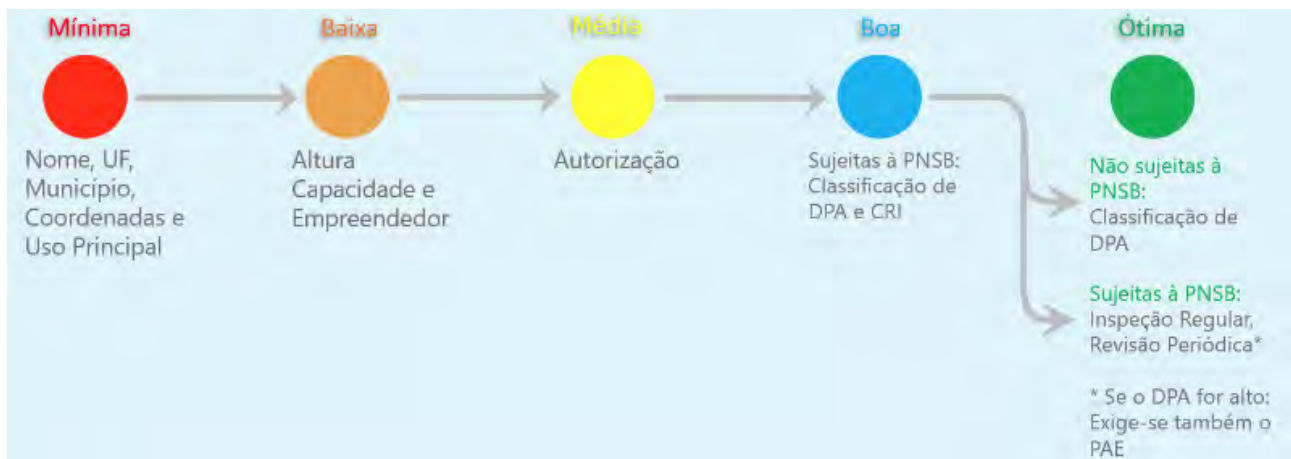 Mínima
Nome, UF,
Município,
Coordenadas e
Uso Principal
Baixa
Altura
Capacidade e
Empreendedor
Média
Autorização
Boa
Sujeitas à PNSB:
Classificação de
DPA e CRI
Ótima
Não sujeitas à
PNSB:
Classificação de
DPA
Sujeitas à PNSB:
Inspeção Regular,
Revisão Periódica*
* Se o DPA for alto:
Exige-se também o
PAE